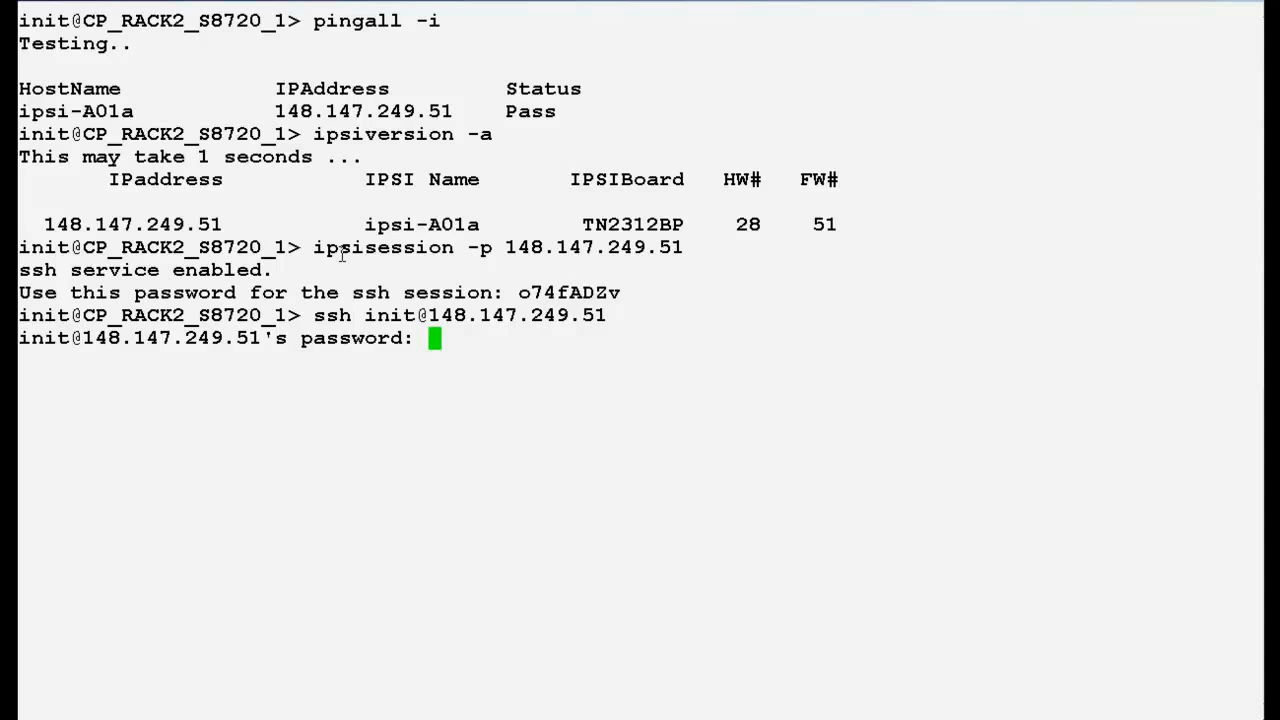 init@CP_RACK2_S8720_1> pingall -i
Testing..
HostName IPAddress Status
ipsi-A01a 148.147.249.51 Pass
init@CP_RACK2_S8720_1> ipsiversion -a
This may take 1 seconds ...
IPaddress IPSI Name IPSIBoard HW# FW#
148.147.249.51 ipsi-A01a TN2312BP 28 51
init@CP_RACK2_S8720_1> ipsisession -p 148.147.249.51
ssh service enabled.
Use this password for the ssh session: o74fADZv
init@CP_RACK2_S8720_1> ssh init@148.147.249.51
init@148.147.249.51's password: